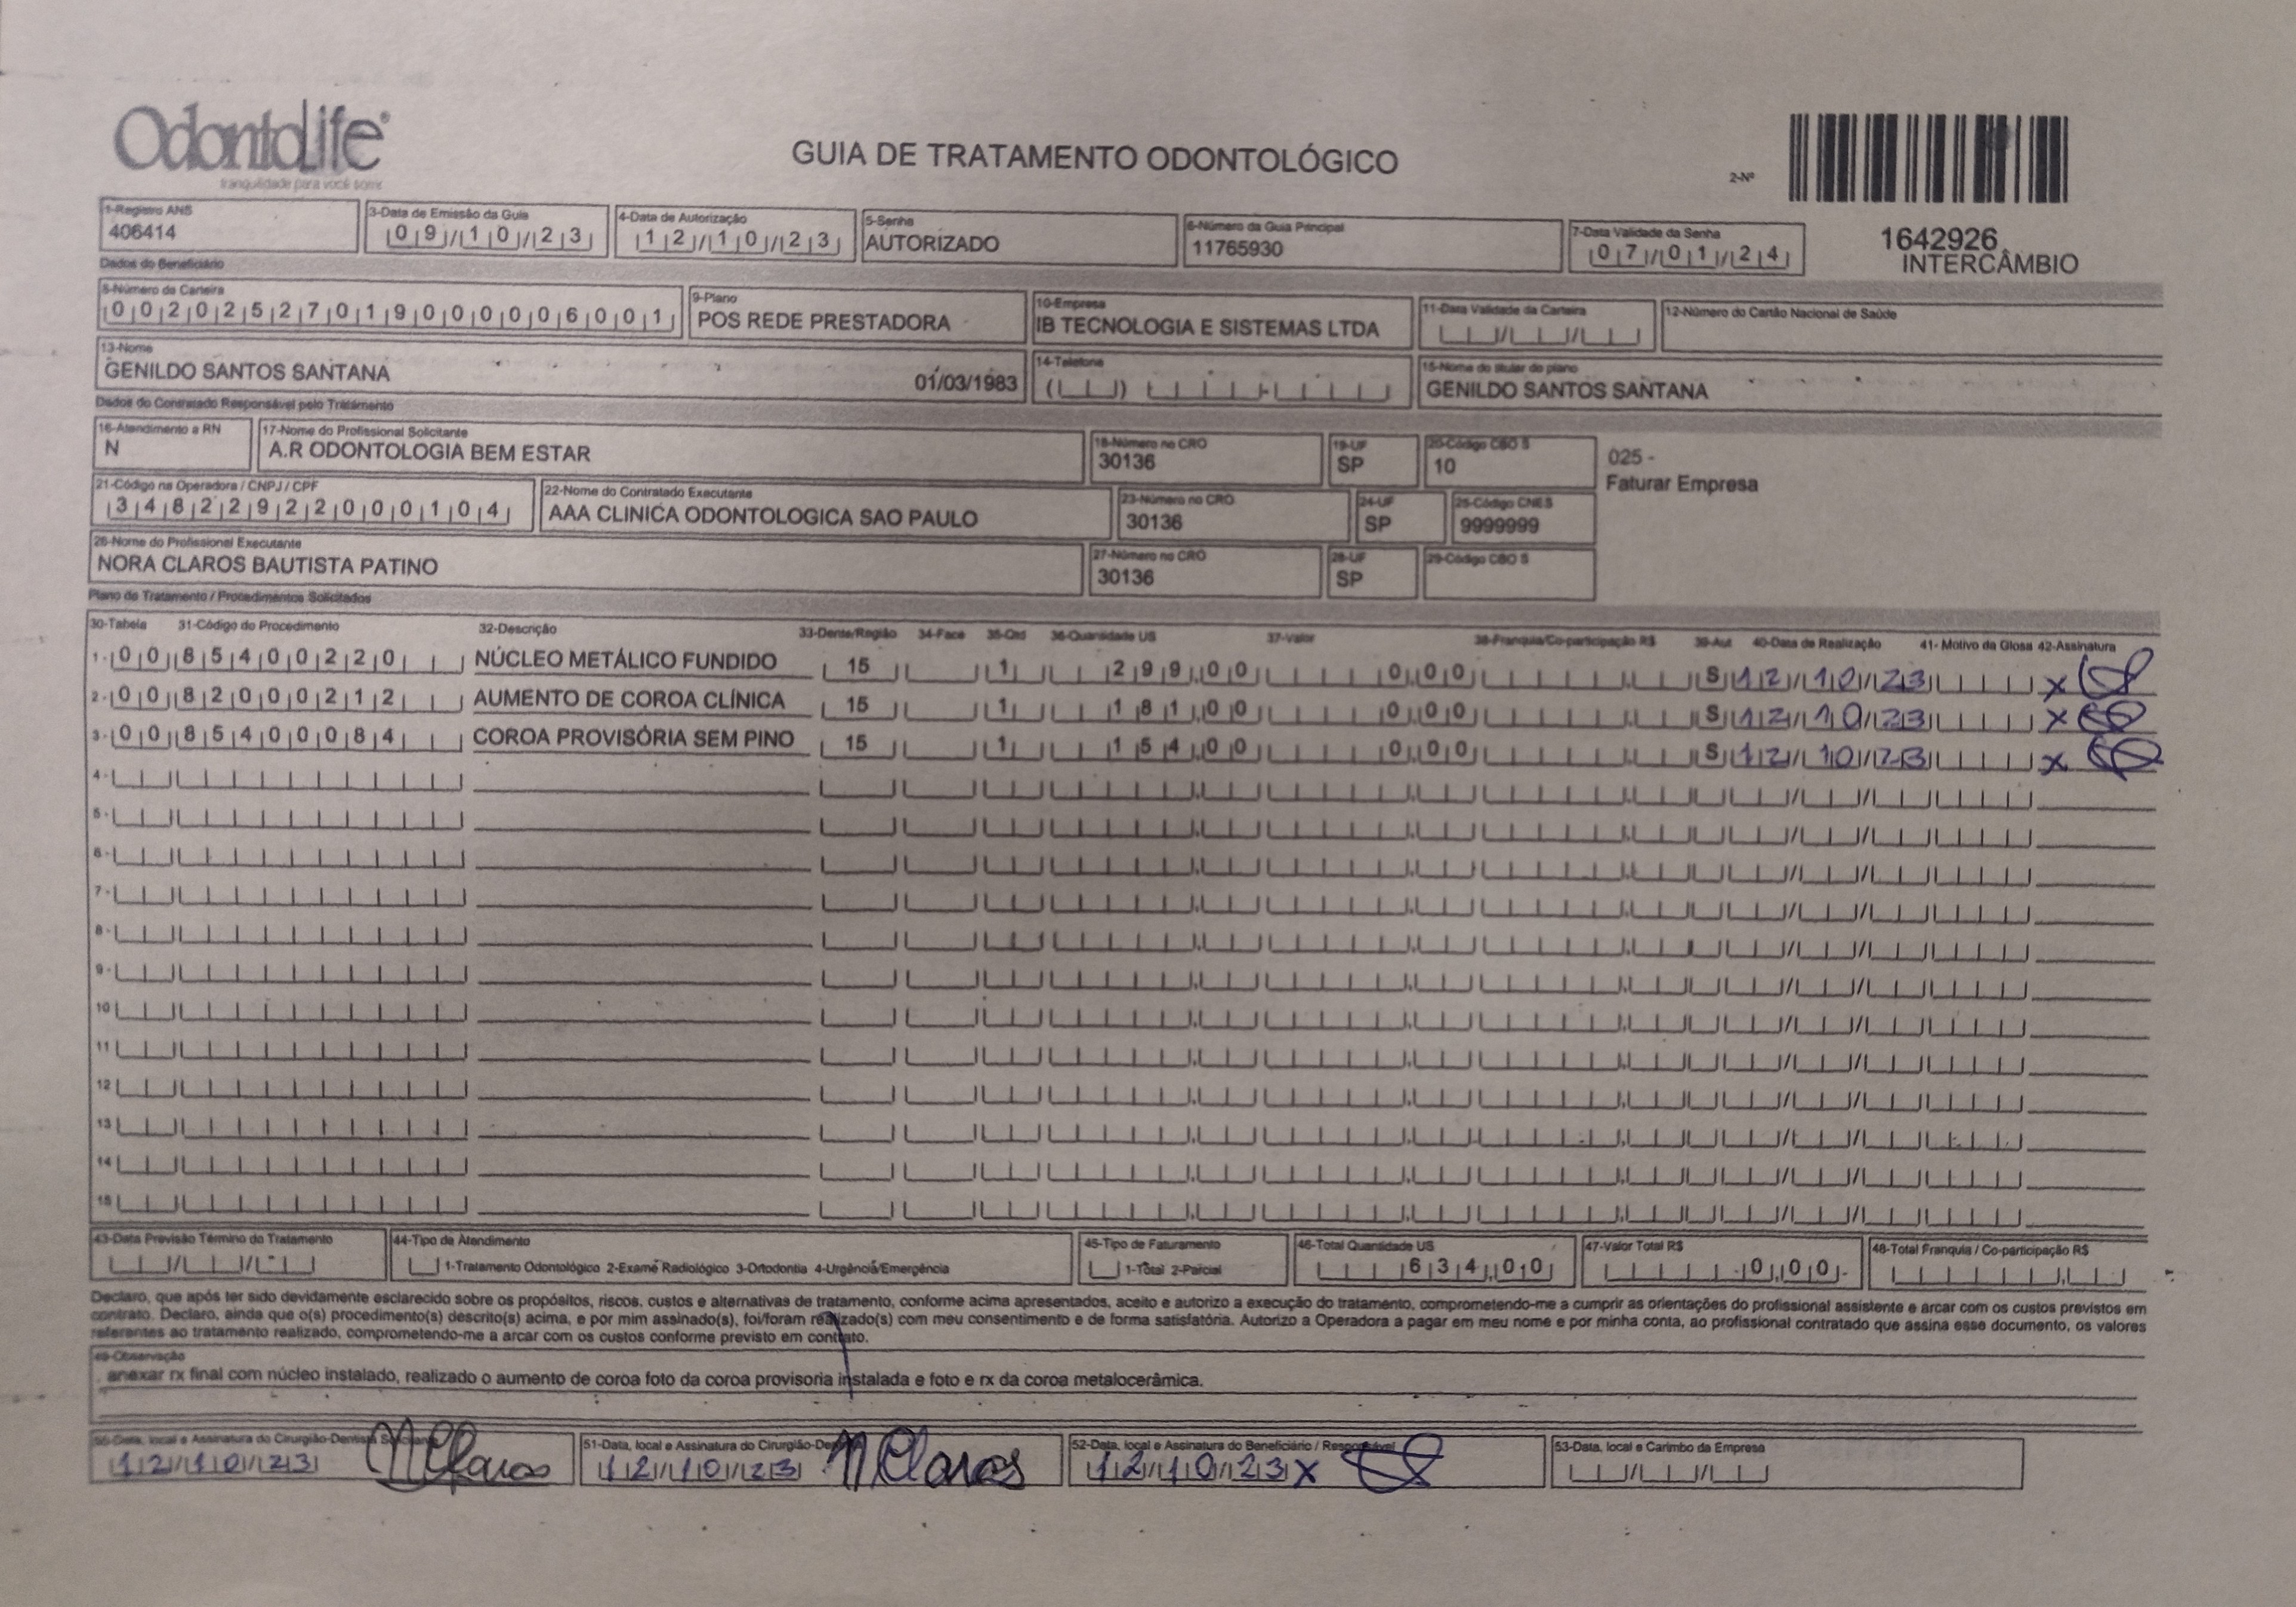 OdontoLife®
tranquilidade para você sorrir
GUIA DE TRATAMENTO ODONTOLÓGICO
2-Nº
1642926
INTERCÂMBIO
1-Registro ANS
406414
3-Data de Emissão da Guia
09/10/23
4-Data de Autorização
12/10/23
5-Senha
AUTORIZADO
6-Número da Guia Principal
11765930
7-Data Validade da Senha
07/01/24
Dados do Beneficiário
8-Número da Carteira
00202527019000006001
9-Plano
POS REDE PRESTADORA
10-Empresa
IB TECNOLOGIA E SISTEMAS LTDA
11-Data Validade da Carteira
12-Número do Cartão Nacional de Saúde
13-Nome
GENILDO SANTOS SANTANA 01/03/1983
14-Telefone
15-Nome do titular do plano
GENILDO SANTOS SANTANA
Dados do Contratado Responsável pelo Tratamento
16-Atendimento a RN
N
17-Nome do Profissional Solicitante
A.R ODONTOLOGIA BEM ESTAR
18-Número no CRO
30136
19-UF
SP
20-Código CBO S
10
025 -
Faturar Empresa
21-Código na Operadora / CNPJ / CPF
34822922000104
22-Nome do Contratado Executante
AAA CLINICA ODONTOLOGICA SAO PAULO
23-Número no CRO
30136
24-UF
SP
25-Código CNES
9999999
26-Nome do Profissional Executante
NORA CLAROS BAUTISTA PATINO
27-Número no CRO
30136
28-UF
SP
29-Código CBO S
Plano de Tratamento / Procedimentos Solicitados
30-Tabela 31-Código do Procedimento 32-Descrição 33-Dente/Região 34-Face 35-Qtd 36-Quantidade US 37-Valor 38-Franquia/Co-participação R$ 39-Aut 40-Data de Realização 41- Motivo da Glosa 42-Assinatura
1- 00 85400220 NÚCLEO METÁLICO FUNDIDO 15 1 299,00 0,00 S 12/10/23 x
2- 00 82000212 AUMENTO DE COROA CLÍNICA 15 1 181,00 0,00 S 12/10/23 x
3- 00 85400084 COROA PROVISÓRIA SEM PINO 15 1 154,00 0,00 S 12/10/23 x
4-
5-
6-
7-
8-
9-
10
11
12
13
14
15
43-Data Previsão Término do Tratamento
44-Tipo de Atendimento
1-Tratamento Odontológico 2-Exame Radiológico 3-Ortodontia 4-Urgência/Emergência
45-Tipo de Faturamento
1-Total 2-Parcial
46-Total Quantidade US
634,00
47-Valor Total R$
0,00
48-Total Franquia / Co-participação R$
Declaro, que após ter sido devidamente esclarecido sobre os propósitos, riscos, custos e alternativas de tratamento, conforme acima apresentados, aceito e autorizo a execução do tratamento, comprometendo-me a cumprir as orientações do profissional assistente e arcar com os custos previstos em
contrato. Declaro, ainda que o(s) procedimento(s) descrito(s) acima, e por mim assinado(s), foi/foram realizado(s) com meu consentimento e de forma satisfatória. Autorizo a Operadora a pagar em meu nome e por minha conta, ao profissional contratado que assina esse documento, os valores
referentes ao tratamento realizado, comprometendo-me a arcar com os custos conforme previsto em contrato.
49-Observação
anexar rx final com núcleo instalado, realizado o aumento de coroa foto da coroa provisoria instalada e foto e rx da coroa metalocerâmica.
50-Data, local e Assinatura do Cirurgião-Dentista Solicitante
12/10/23 NClaros
51-Data, local e Assinatura do Cirurgião-Dentista
12/10/23 NClaros
52-Data, local e Assinatura do Beneficiário / Responsável
12/10/23 x
53-Data, local e Carimbo da Empresa